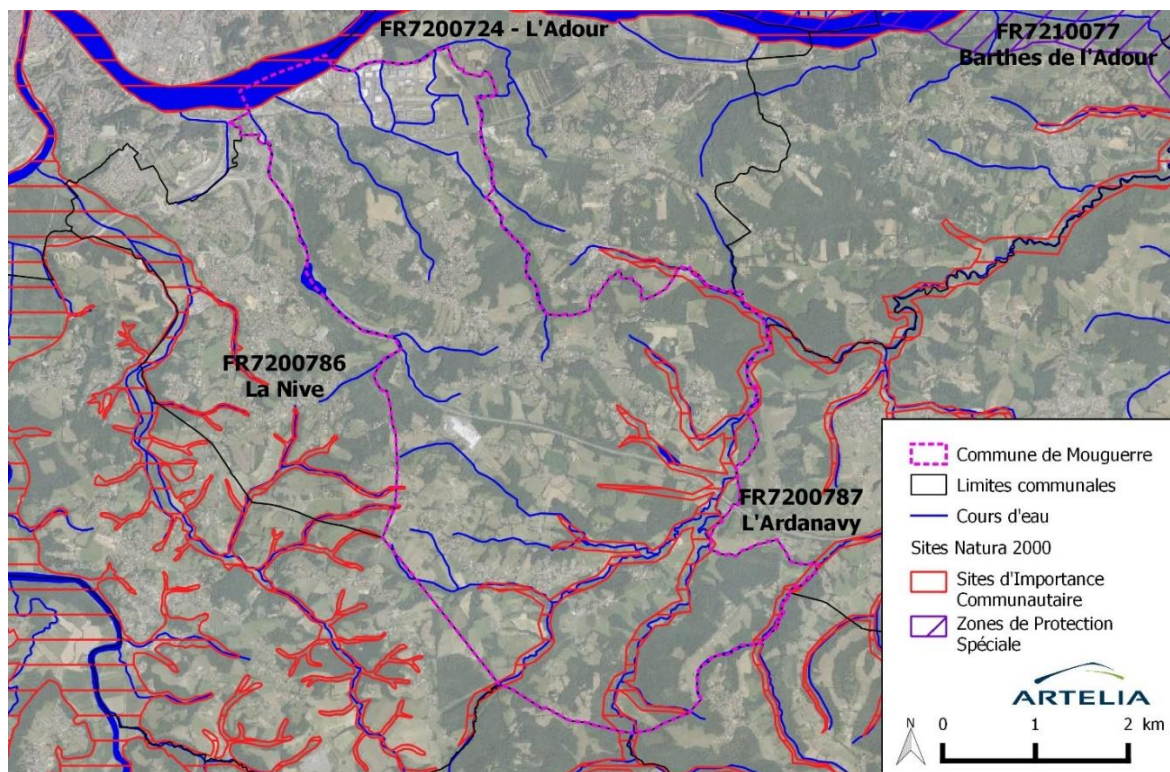 FR7200724 - L'Adour
FR7210077
Barthes de l'Adour
FR7200786
La Nive
FR7200787
L'Ardanavy
Commune de Mouguerre
Limites communales
Cours d'eau
Sites Natura 2000
Sites d'Importance
Communautaire
Zones de Protection
Spéciale
ARTELIA
N
0 1 2 km